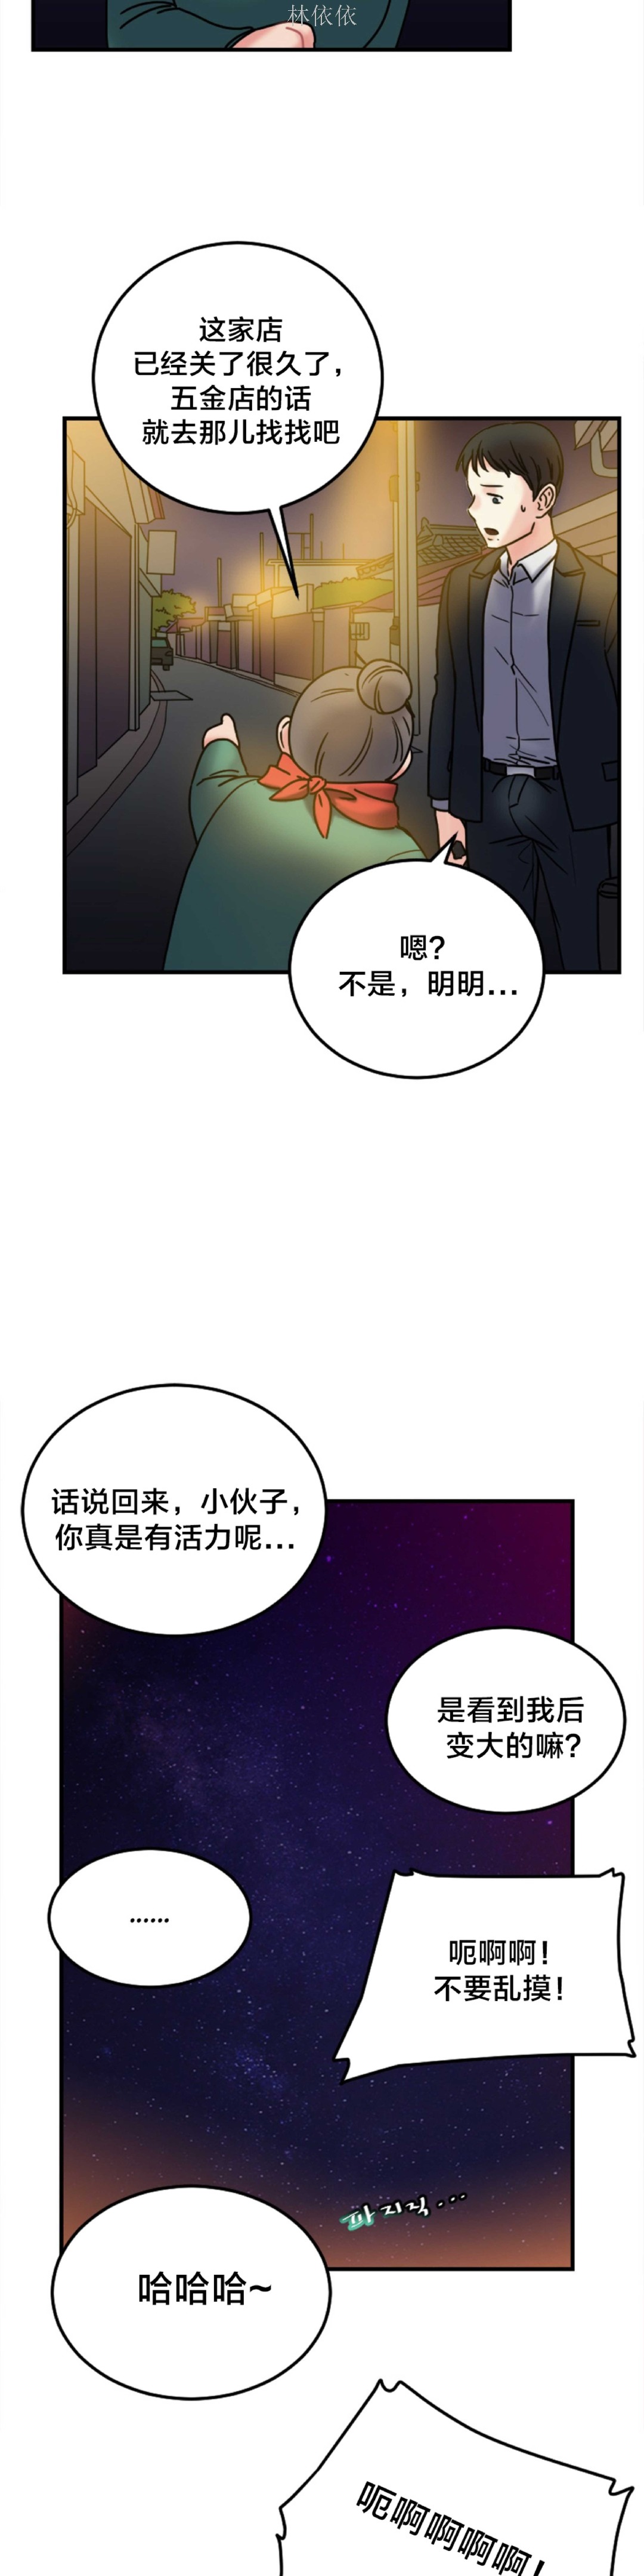 林依依
这家店
已经关了很久了，
五金店的话
就去那儿找找吧
嗯？
不是，明明...
话说回来，小伙子，
你真是有活力呢...
是看到我后
变大的嘛？
......
呃啊啊！
不要乱摸！
파지직...
哈哈哈~
呃啊啊啊啊！